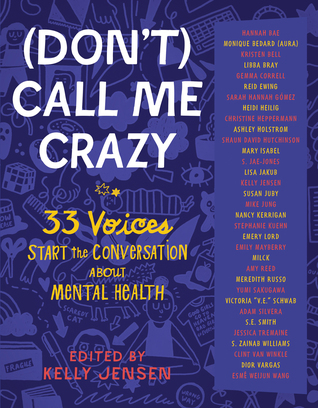 (DON'T)
CALL ME
CRAZY
33 Voices
START the CONVERSATION
ABOUT
MENTAL HEALTH
EDITED BY
KELLY JENSEN
HANNAH BAE
MONIQUE BEDARD (AURA)
KRISTEN BELL
LIBBA BRAY
GEMMA CORRELL
REID EWING
SARAH HANNAH GÓMEZ
HEIDI HEILIG
CHRISTINE HEPPERMANN
ASHLEY HOLSTROM
SHAUN DAVID HUTCHINSON
MARY ISABEL
S. JAE-JONES
LISA JAKUB
KELLY JENSEN
SUSAN JUBY
MIKE JUNG
NANCY KERRIGAN
STEPHANIE KUEHN
EMERY LORD
EMILY MAYBERRY
MILCK
AMY REED
MEREDITH RUSSO
YUMI SAKUGAWA
VICTORIA "V.E." SCHWAB
ADAM SILVERA
S.E. SMITH
JESSICA TREMAINE
S. ZAINAB WILLIAMS
CLINT VAN WINKLE
DIOR VARGAS
ESMÉ WEIJUN WANG